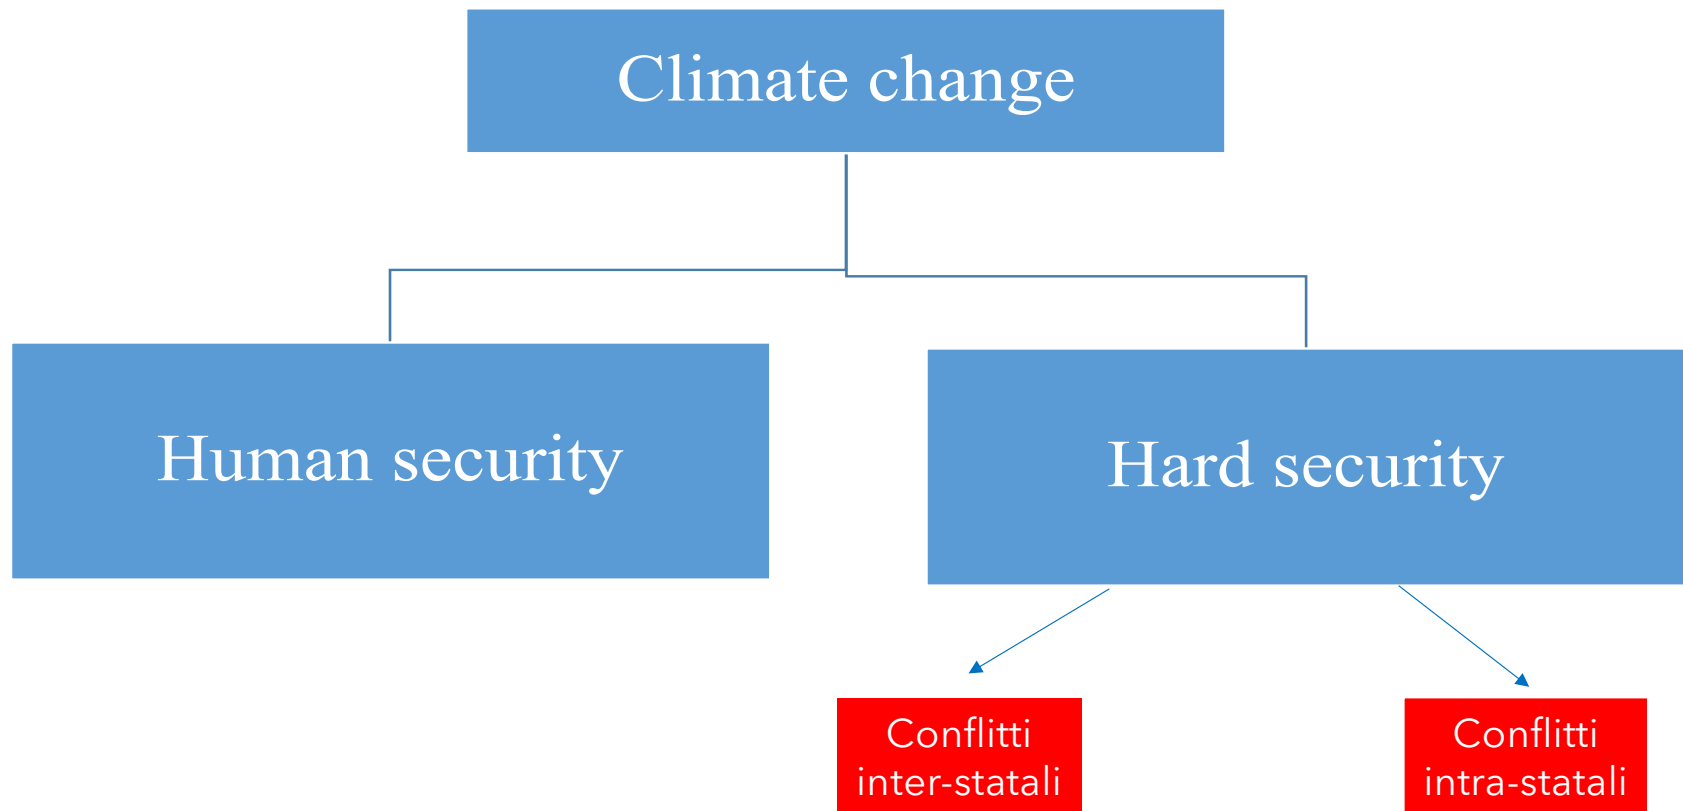 Climate change
Human security
Hard security
Conflitti
inter-statali
Conflitti
intra-statali